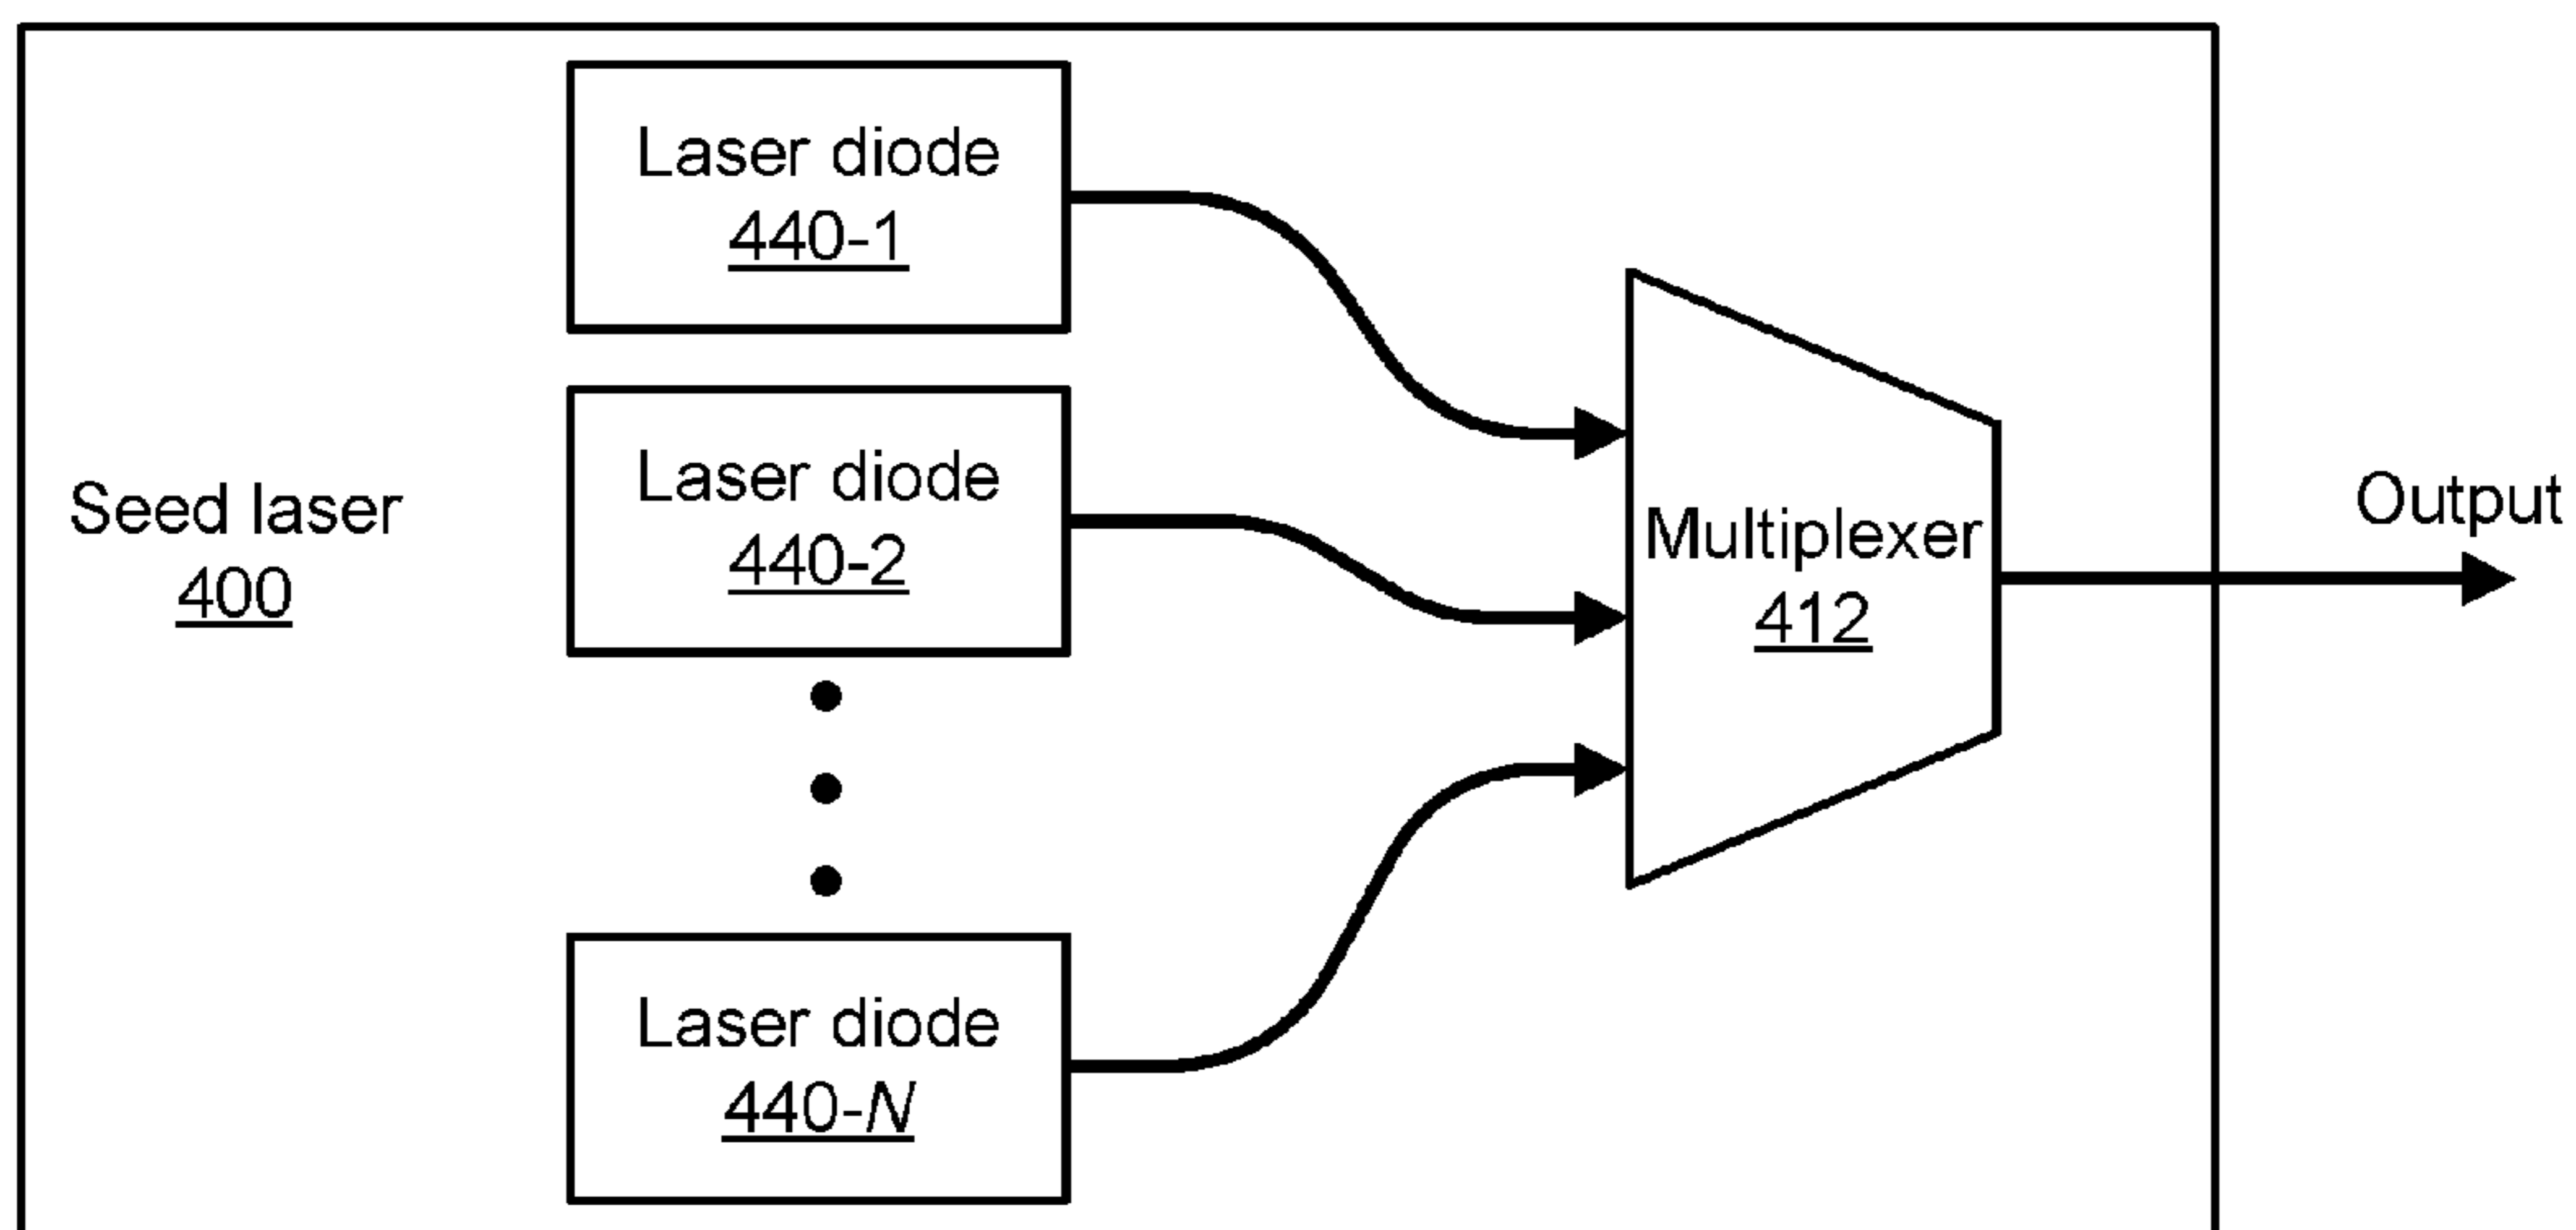 Laser diode
440-1
Laser diode
440-2
Seed laser
400
Multiplexer
412
Output
Laser diode
440-N